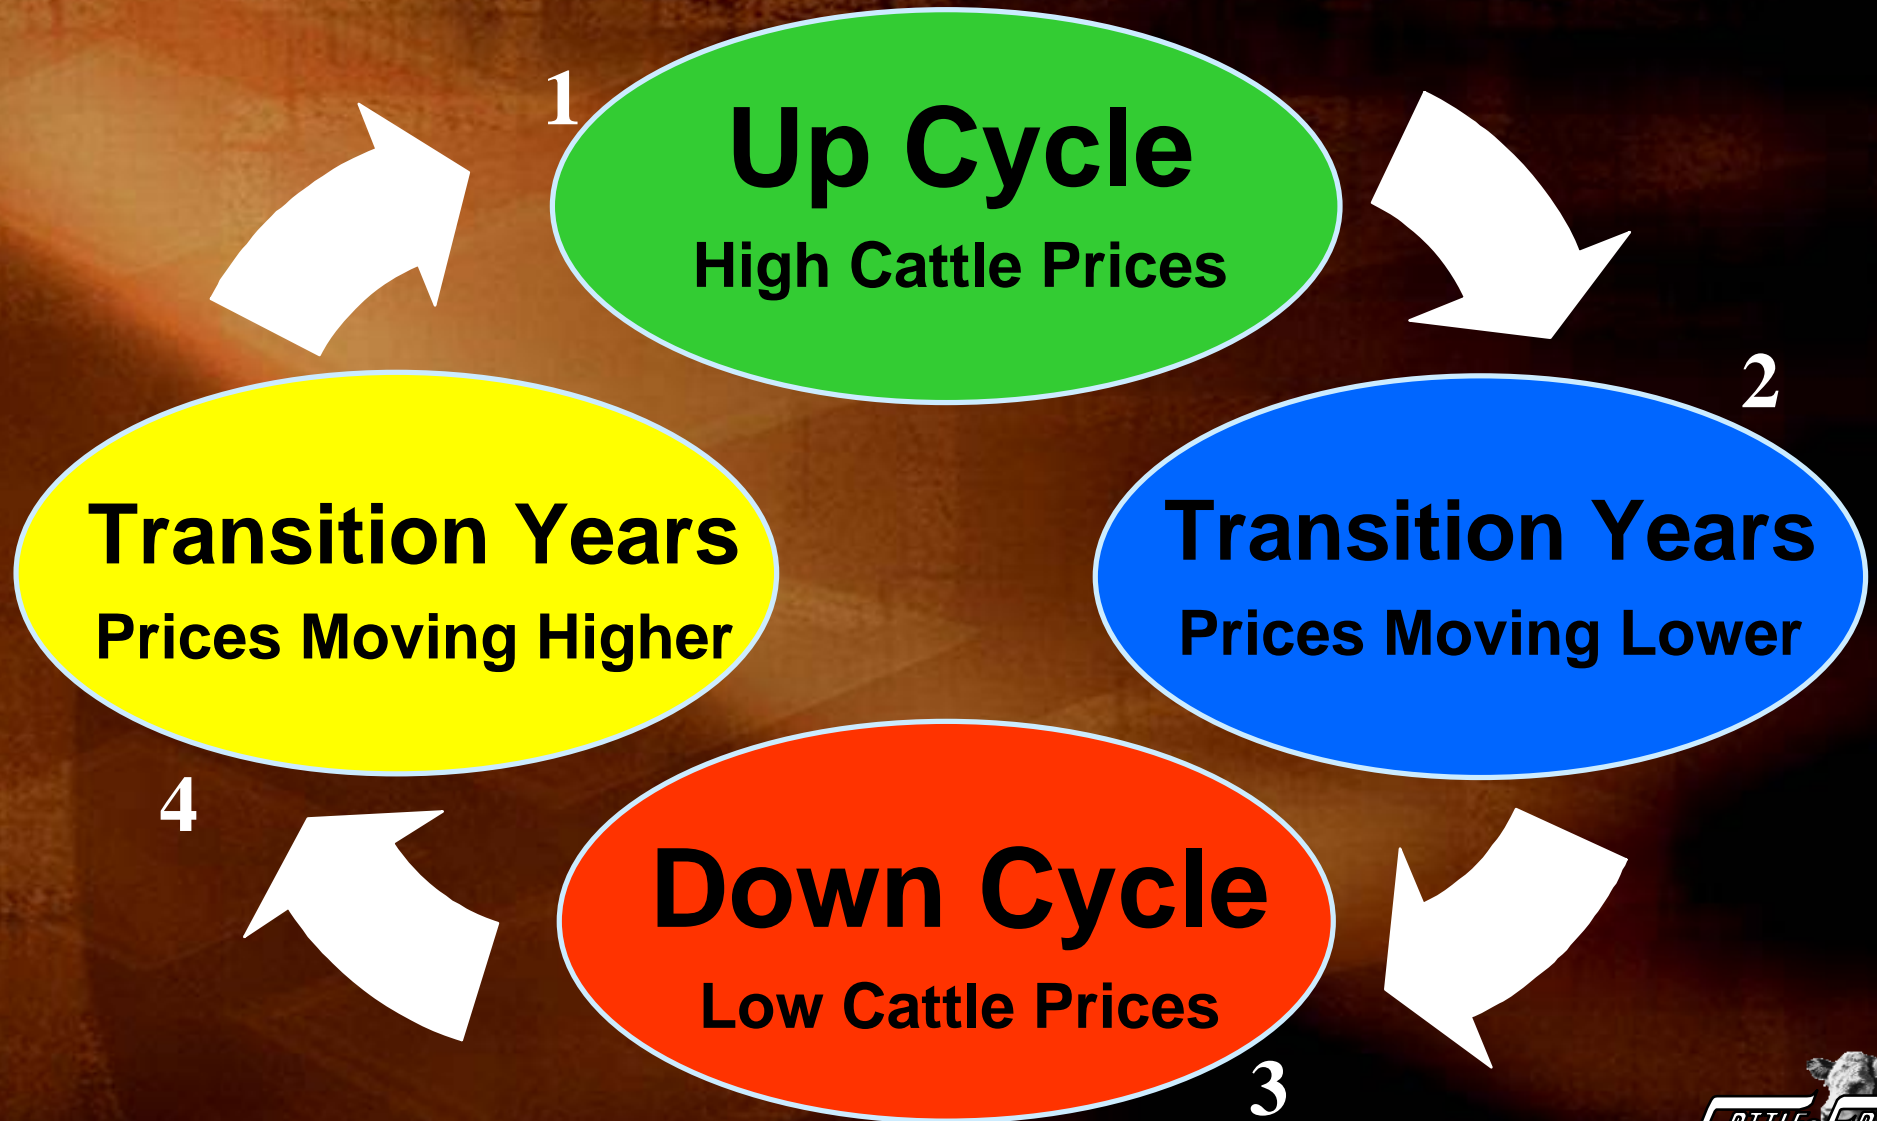 1
Up Cycle
High Cattle Prices
2
Transition Years
Prices Moving Lower
3
Down Cycle
Low Cattle Prices
4
Transition Years
Prices Moving Higher